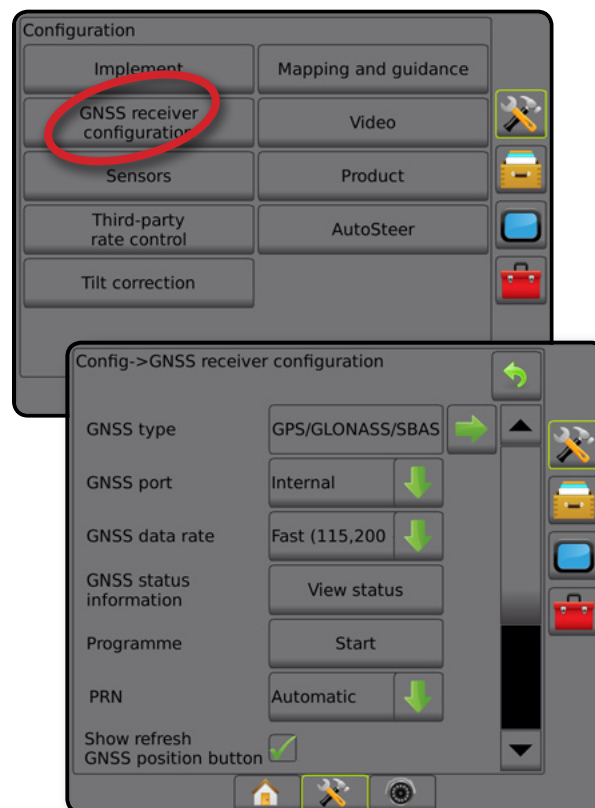 Configuration
Implement
Mapping and guidance
GNSS receiver
configuration
Video
Sensors
Product
Third-party
rate control
AutoSteer
Tilt correction
Config->GNSS receiver configuration
GNSS type
GPS/GLONASS/SBAS
GNSS port
Internal
GNSS data rate
Fast (115,200
GNSS status
information
View status
Programme
Start
PRN
Automatic
Show refresh
GNSS position button